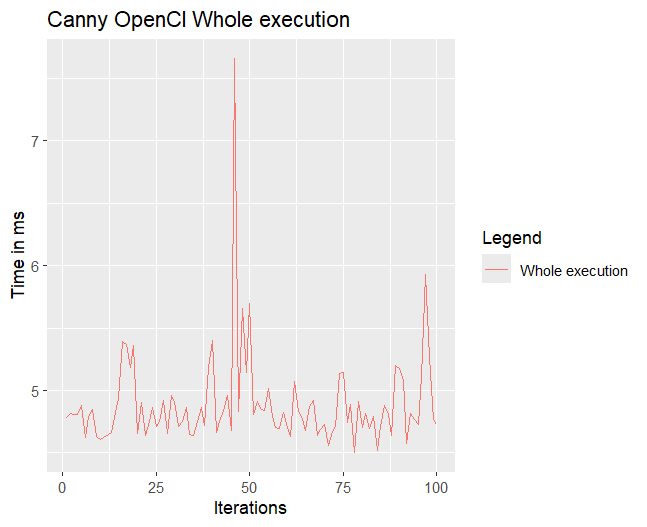 Canny OpenCl Whole execution
7
6
5
Time in ms
0 25 50 75 100
Iterations
Legend
Whole execution